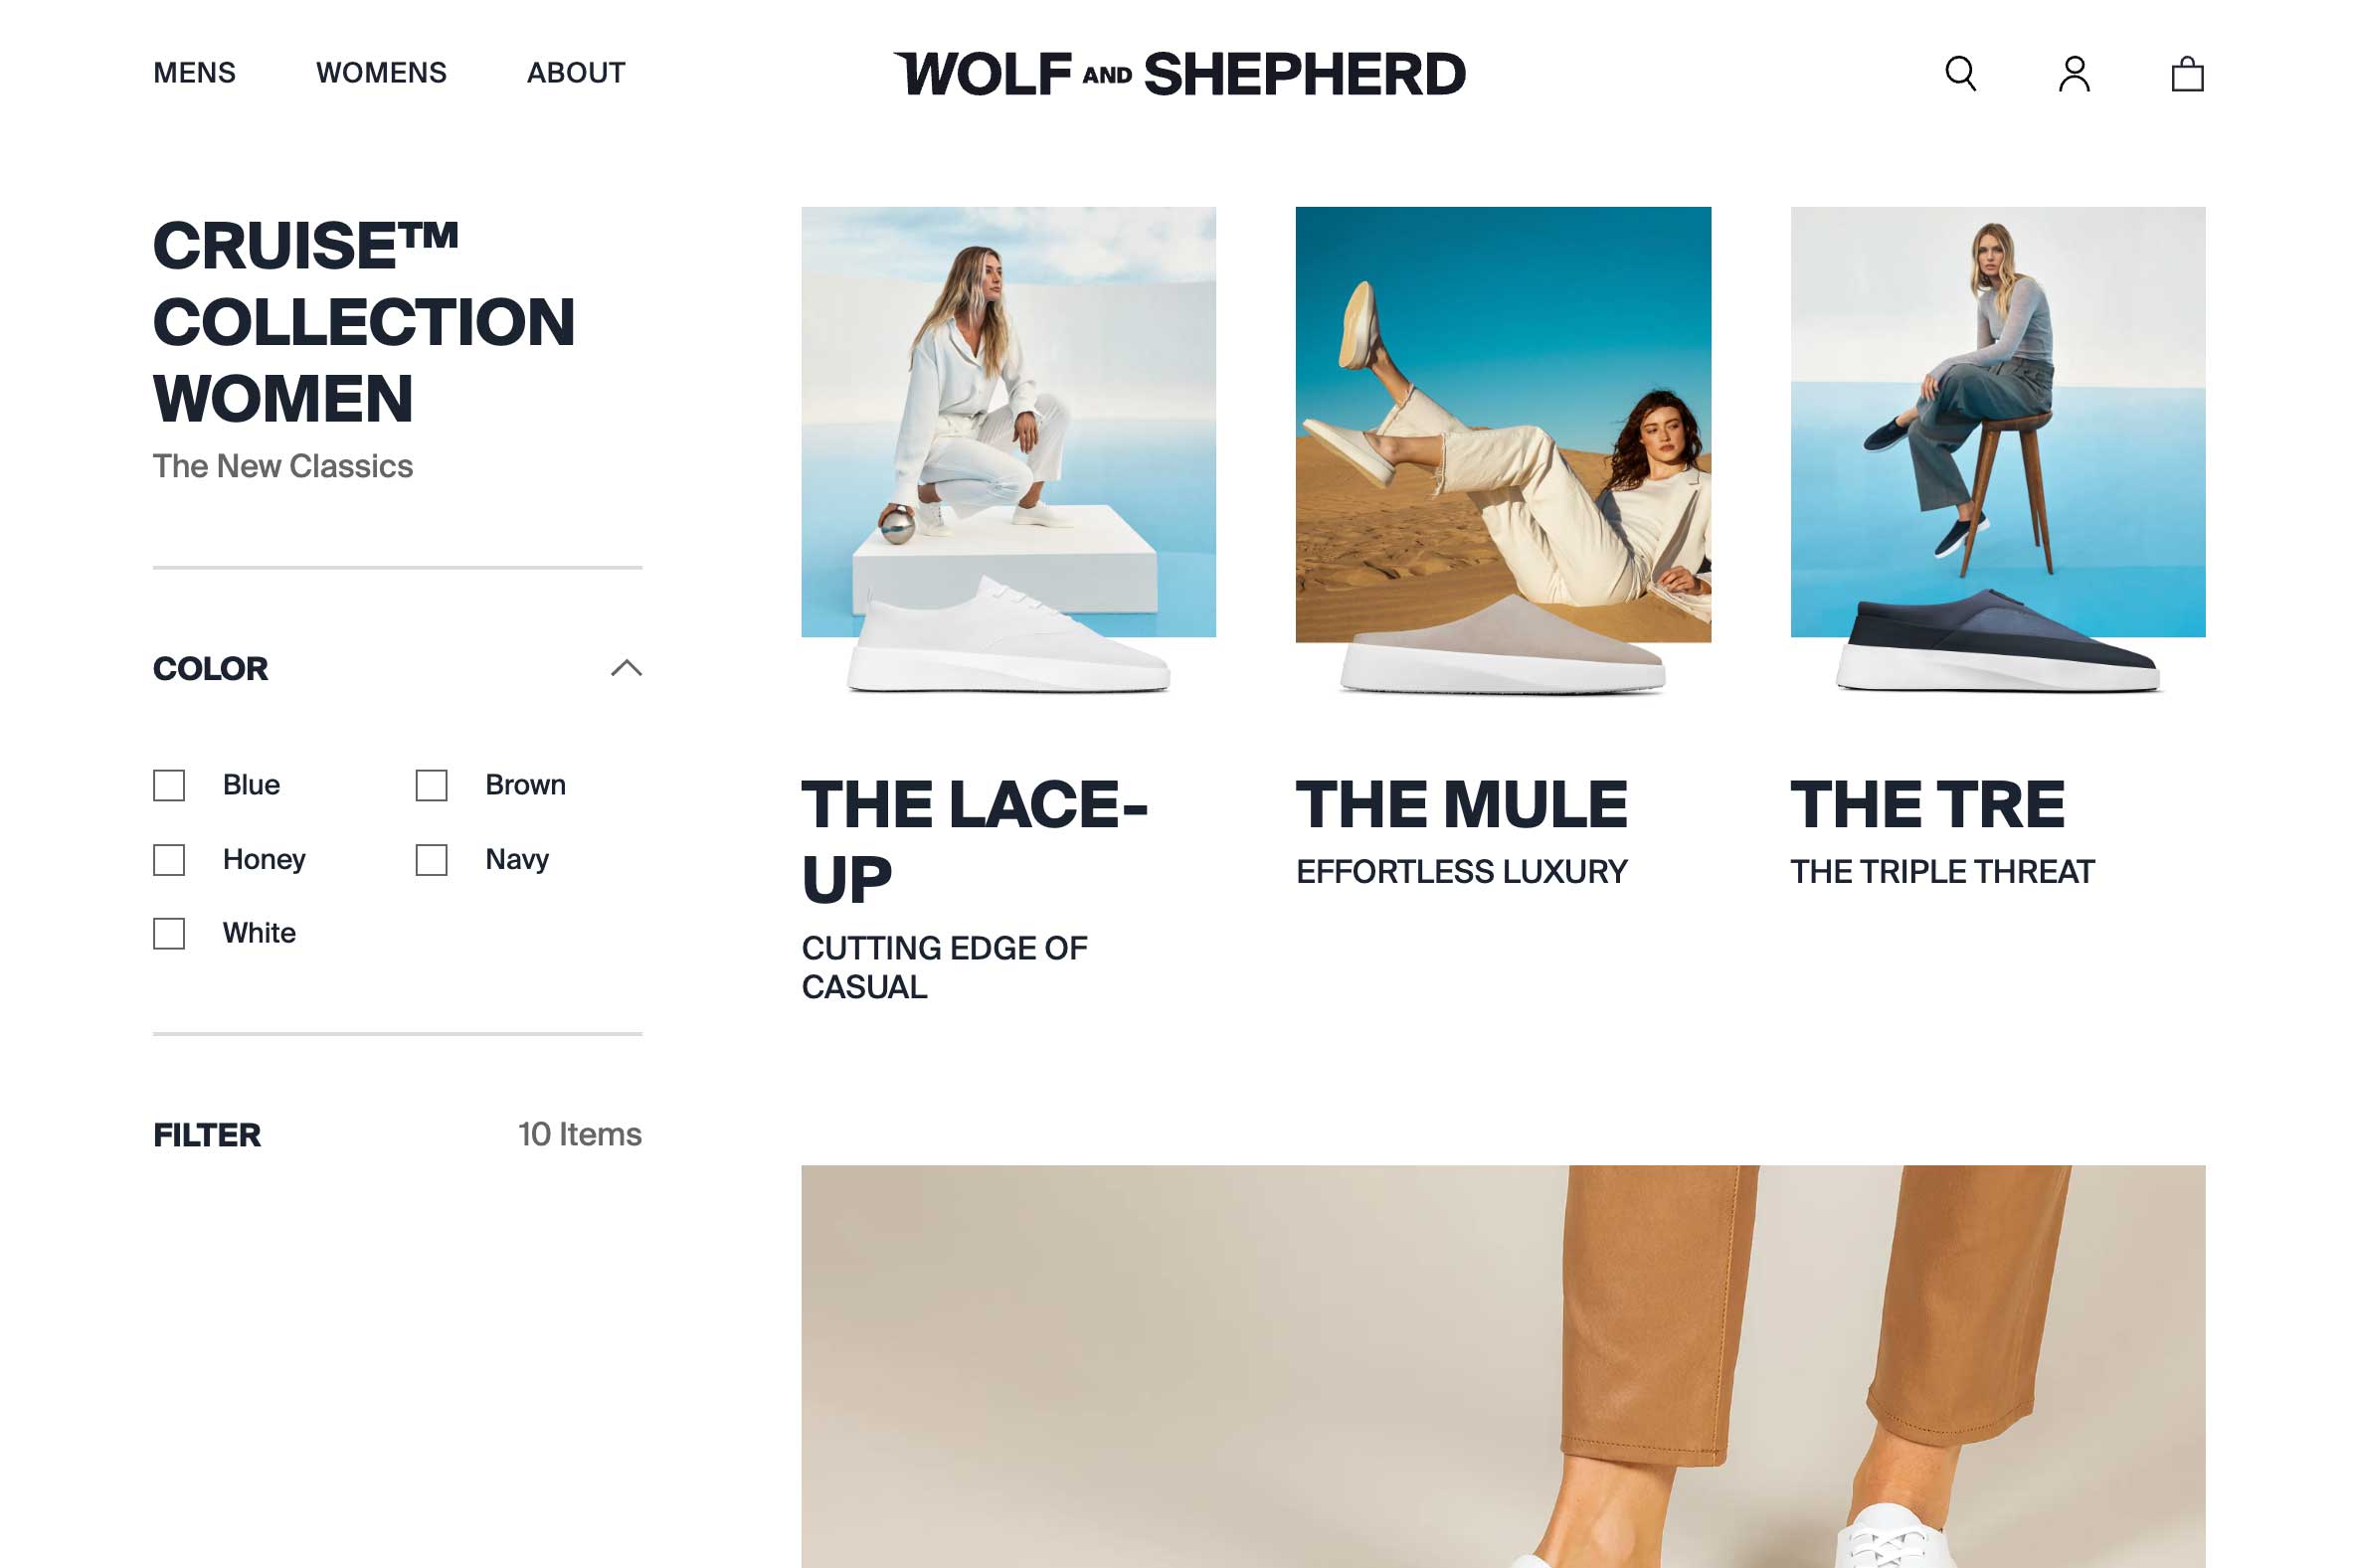 MENS
WOMENS
ABOUT
WOLF AND SHEPHERD
CRUISE™
COLLECTION
WOMEN
The New Classics
COLOR
Blue
Brown
Honey
Navy
White
FILTER
10 Items
THE LACE-
UP
CUTTING EDGE OF
CASUAL
THE MULE
EFFORTLESS LUXURY
THE TRE
THE TRIPLE THREAT